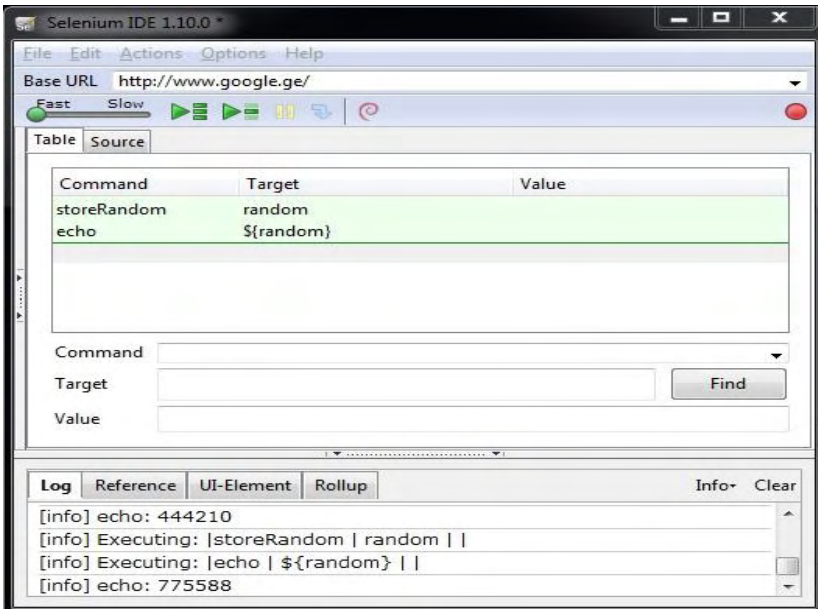 Selenium IDE 1.10.0 *
File Edit Actions Options Help
Base URL http://www.google.ge/
Fast Slow
Table Source
Command Target Value
storeRandom random
echo ${random}
Command
Target Find
Value
Log Reference UI-Element Rollup Info Clear
[info] echo: 444210
[info] Executing: |storeRandom | random | |
[info] Executing: |echo | ${random} | |
[info] echo: 775588